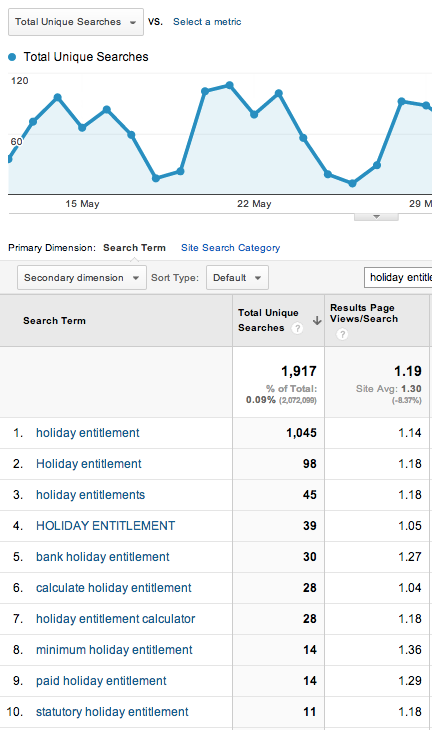 Total Unique Searches vs. Select a metric
Total Unique Searches
120
60
15 May 22 May 29 M
Primary Dimension: Search Term Site Search Category
Secondary dimension Sort Type: Default holiday entitle
Search Term Total Unique Searches ? Results Page Views/Search ?
1,917 1.19
% of Total: Site Avg: 1.30
0.09% (2,072,099) (-8.37%)
1. holiday entitlement 1,045 1.14
2. Holiday entitlement 98 1.18
3. holiday entitlements 45 1.18
4. HOLIDAY ENTITLEMENT 39 1.05
5. bank holiday entitlement 30 1.27
6. calculate holiday entitlement 28 1.04
7. holiday entitlement calculator 28 1.18
8. minimum holiday entitlement 14 1.36
9. paid holiday entitlement 14 1.29
10. statutory holiday entitlement 11 1.18